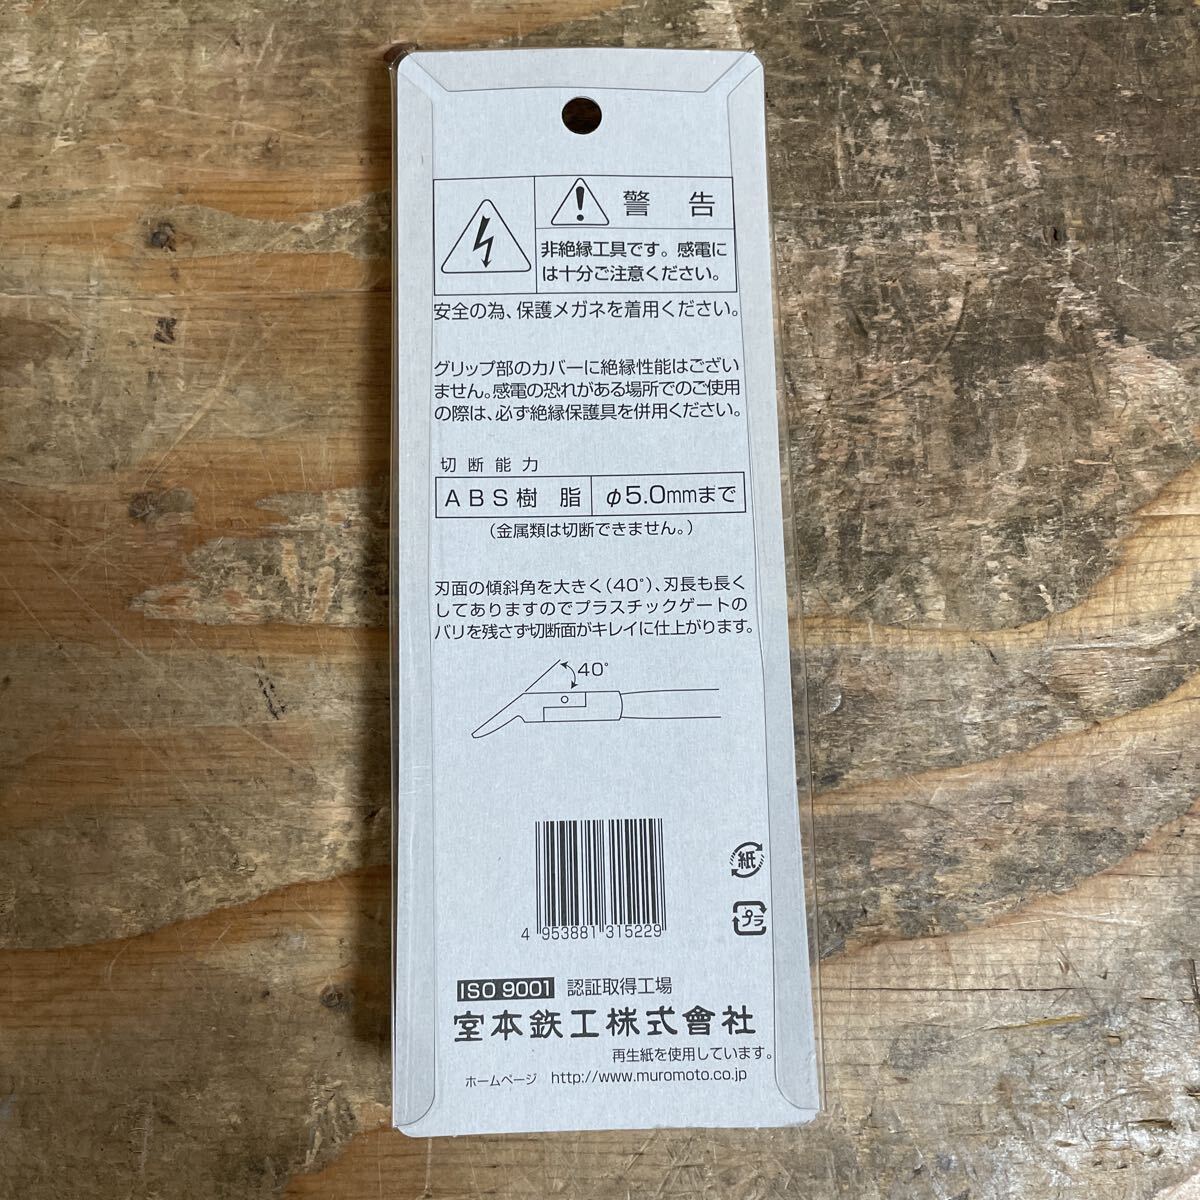 警告
非絶縁工具です。感電に
は十分ご注意ください。
安全の為、保護メガネを着用ください。
グリップ部のカバーに絶縁性能はござい
ません。感電の恐れがある場所でのご使用
の際は、必ず絶縁保護具を併用ください。
切断能力
ABS樹脂 φ5.0mmまで
(金属類は切断できません。)
刃面の傾斜角を大きく(40°)、刃長も長く
してありますのでプラスチックゲートの
バリを残さず切断面がキレイに仕上がります。
40°
紙
プラ
4 953881 315229
ISO 9001 認証取得工場
室本鉄工株式會社
再生紙を使用しています。
ホームページ http://www.muromoto.co.jp